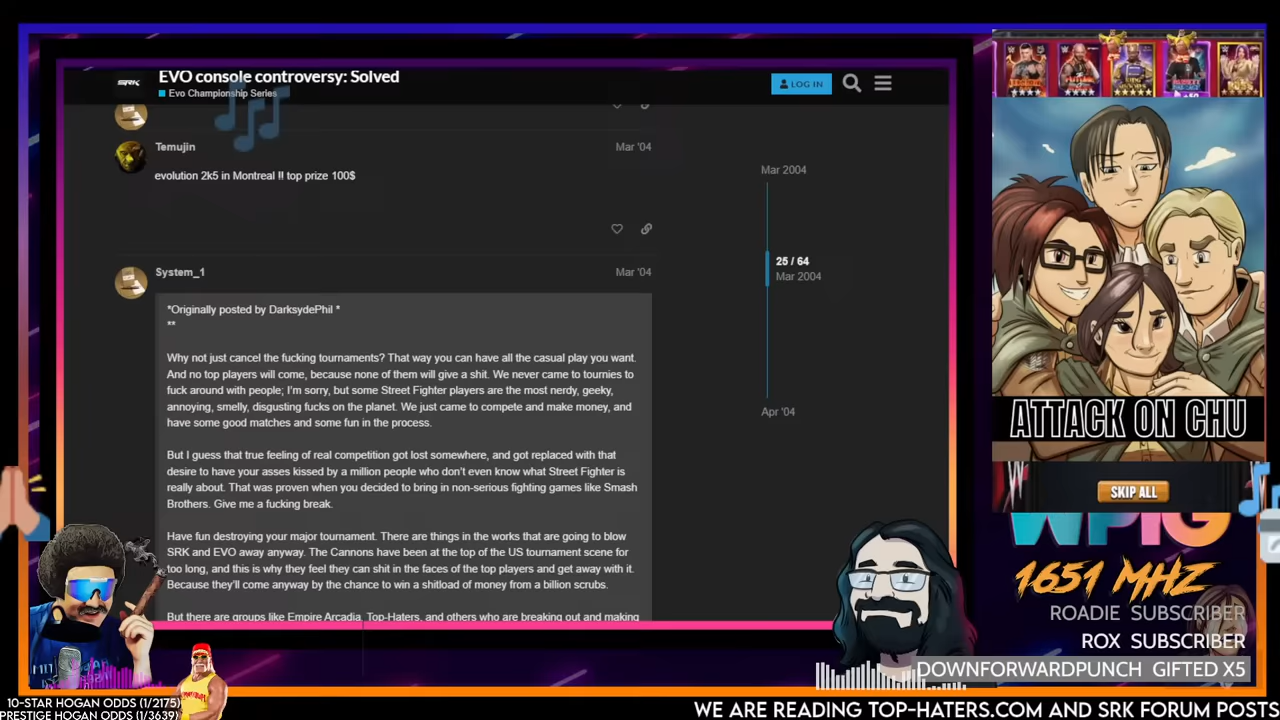 SRK
EVO console controversy: Solved
Evo Championship Series
LOG IN
Temujin
Mar '04
evolution 2k5 in Montreal !! top prize 100$
System_1
Mar '04
*Originally posted by DarksydePhil *
**
Why not just cancel the fucking tournaments? That way you can have all the casual play you want.
And no top players will come, because none of them will give a shit. We never came to tournies to
fuck around with people; I'm sorry, but some Street Fighter players are the most nerdy, geeky,
annoying, smelly, disgusting fucks on the planet. We just came to compete and make money, and
have some good matches and some fun in the process.
But I guess that true feeling of real competition got lost somewhere, and got replaced with that
desire to have your asses kissed by a million people who don't even know what Street Fighter is
really about. That was proven when you decided to bring in non-serious fighting games like Smash
Brothers. Give me a fucking break.
Have fun destroying your major tournament. There are things in the works that are going to blow
SRK and EVO away anyway. The Cannons have been at the top of the US tournament scene for
too long, and this is why they feel they can shit in the faces of the top players and get away with it.
Because they'll come anyway by the chance to win a shitload of money from a billion scrubs.
But there are groups like Empire Arcadia, Top-Haters, and others who are breaking out and making
Mar 2004
25 / 64
Mar 2004
Apr '04
ATTACK ON CHU
SKIP ALL
WPIG
1651 MHZ
ROADIE SUBSCRIBER
ROX SUBSCRIBER
DOWNFORWARDPUNCH GIFTED X5
10-STAR HOGAN ODDS (1/2175)
PRESTIGE HOGAN ODDS (1/3639)
WE ARE READING TOP-HATERS.COM AND SRK FORUM POSTS